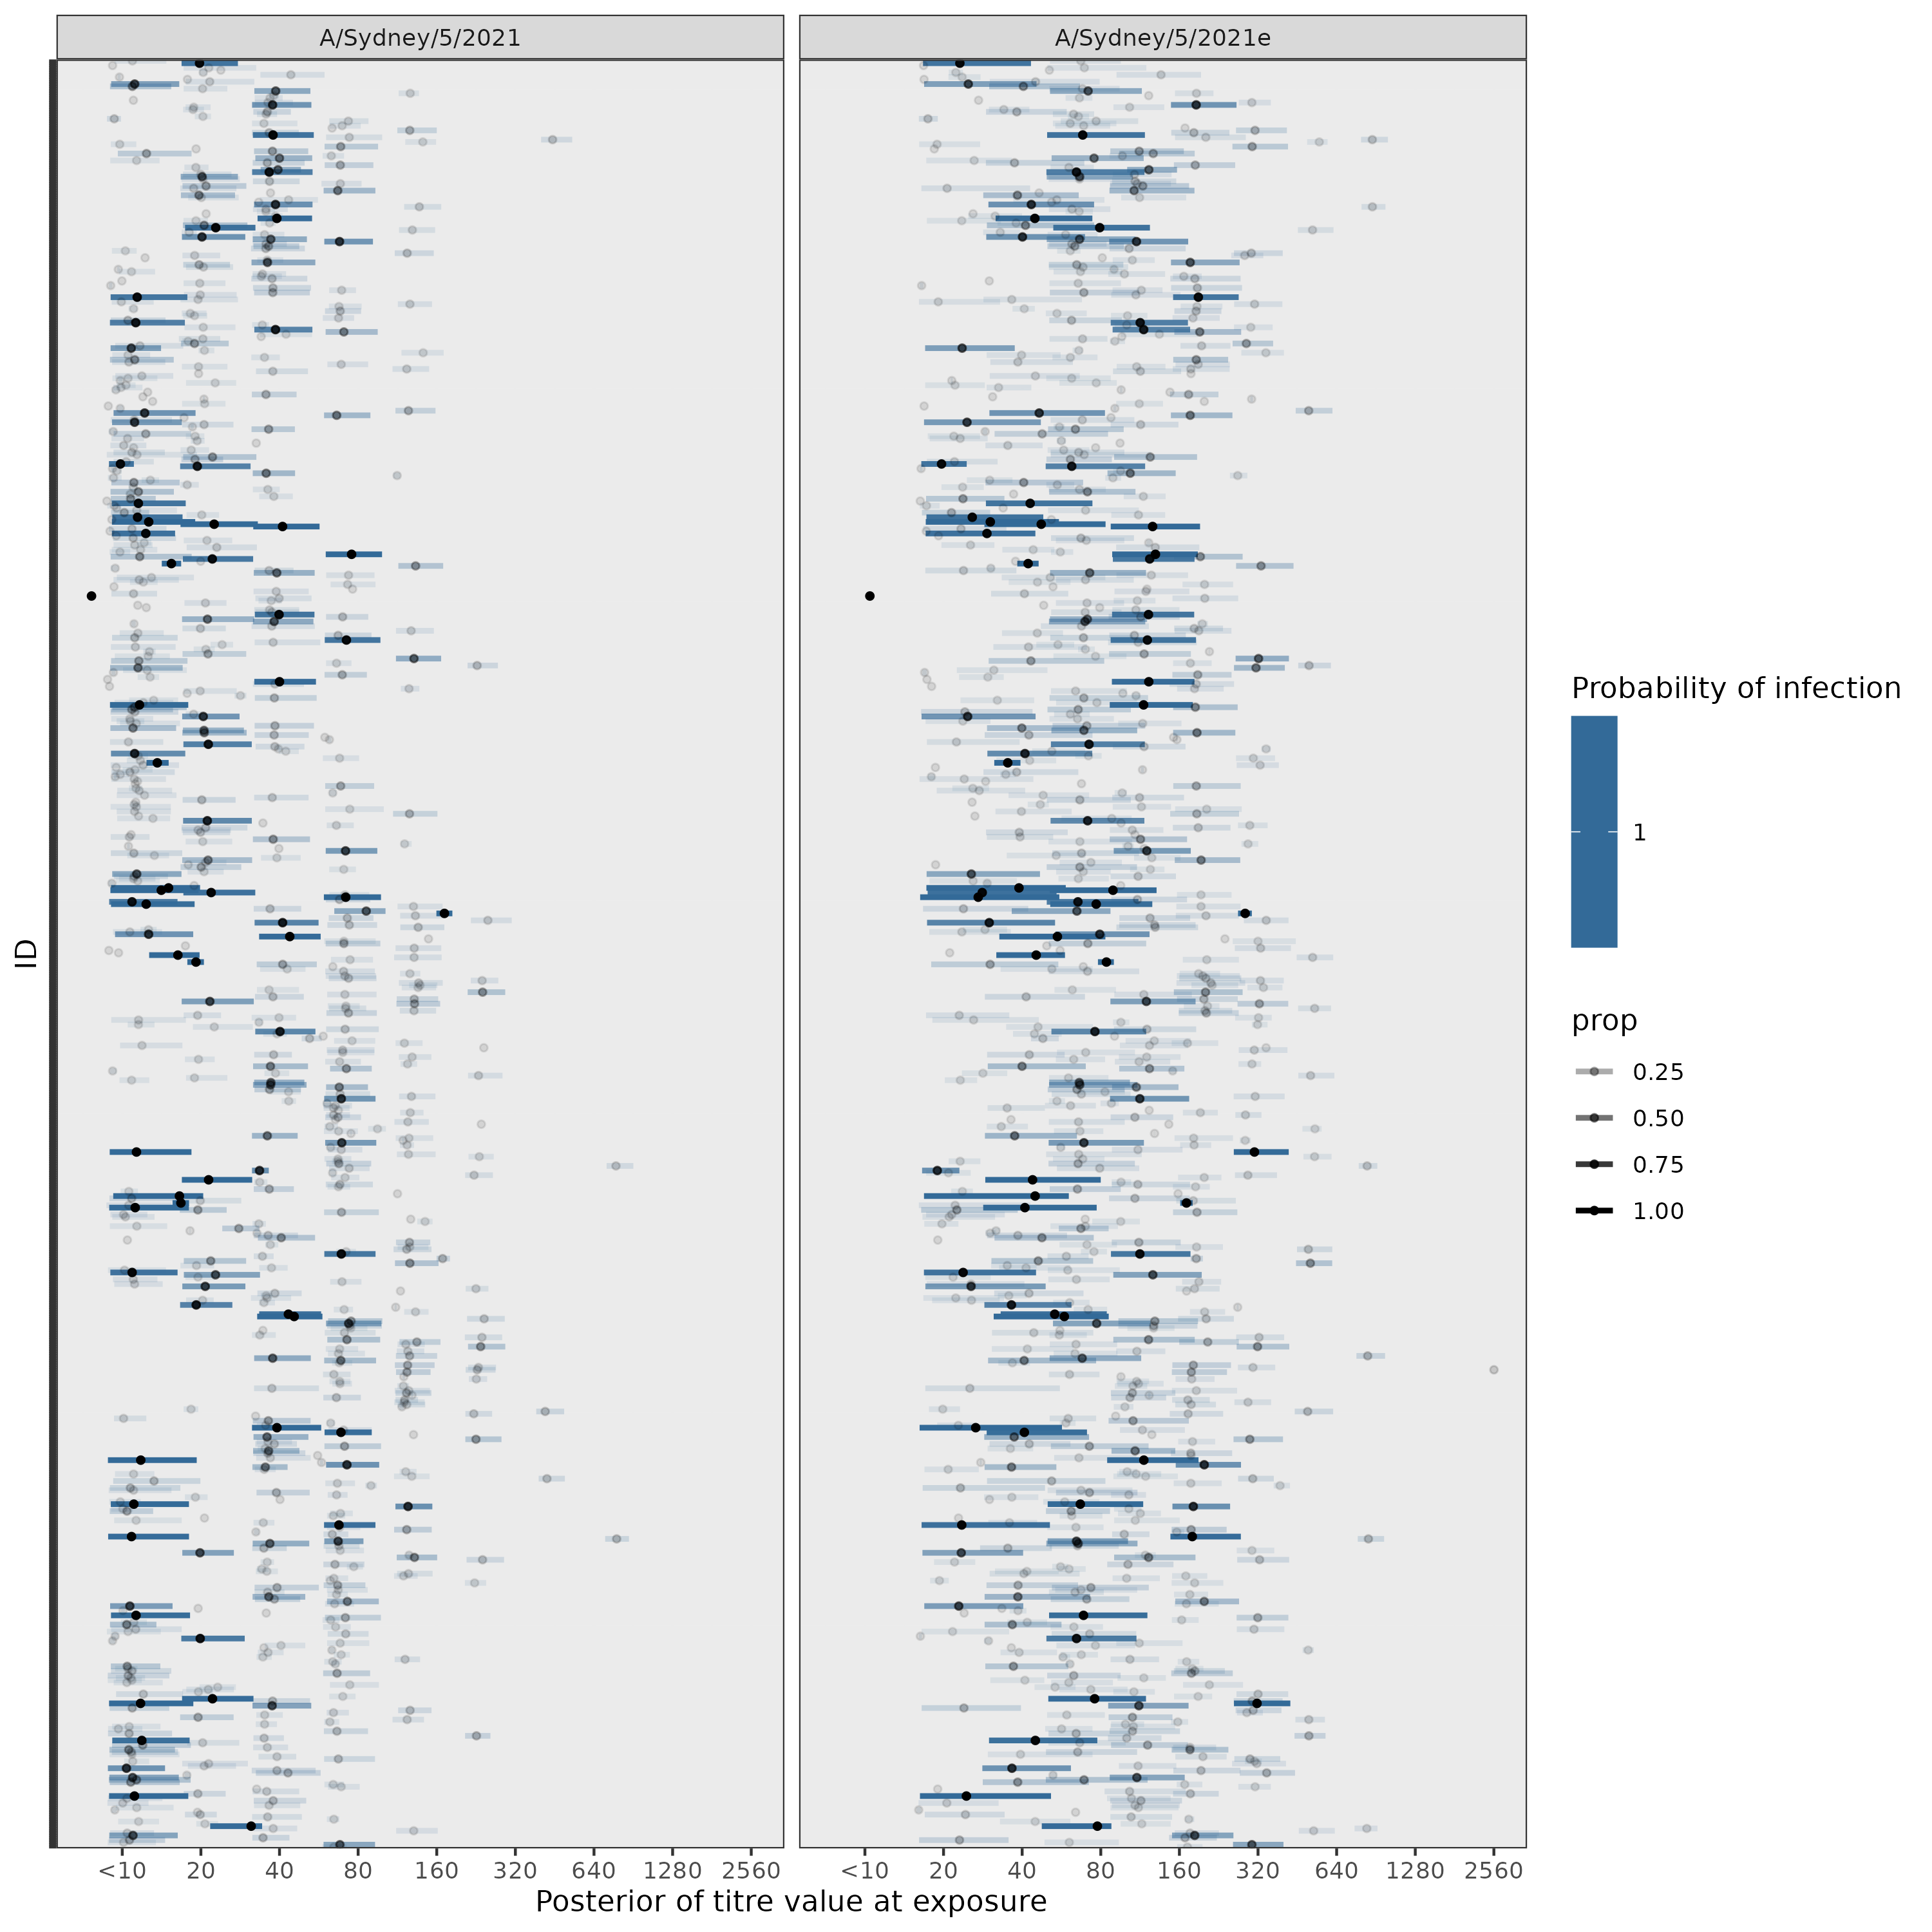 A/Sydney/5/2021
A/Sydney/5/2021e
ID
Probability of infection
1
prop
0.25
0.50
0.75
1.00
<10 20 40 80 160 320 640 1280 2560
<10 20 40 80 160 320 640 1280 2560
Posterior of titre value at exposure